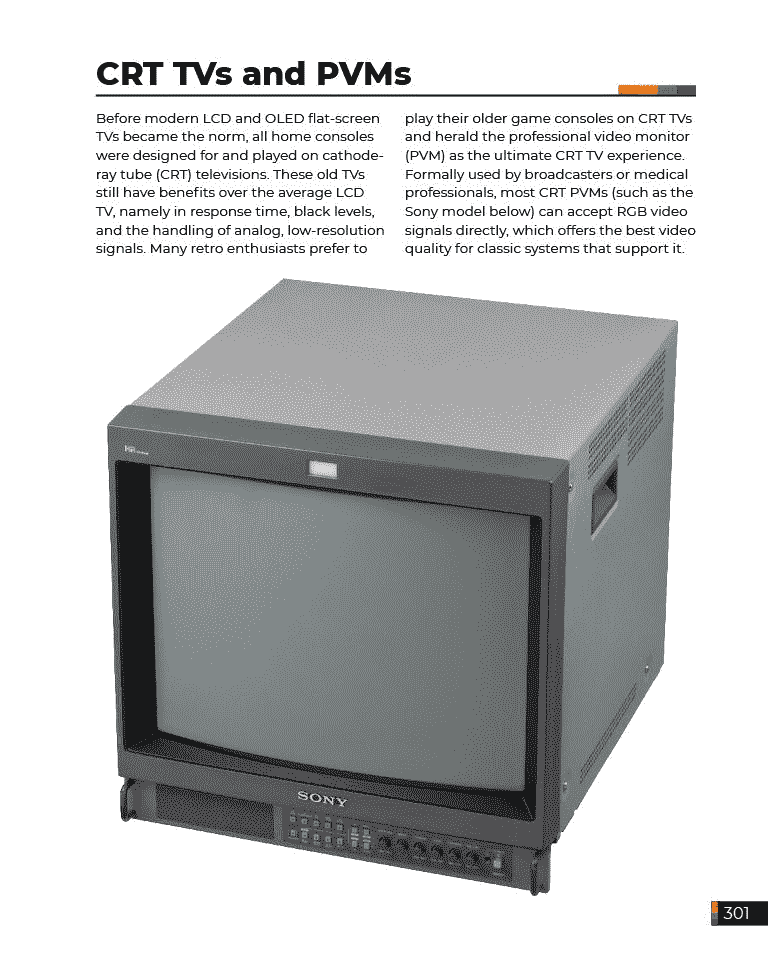 CRT TVs and PVMs
Before modern LCD and OLED flat-screen
TVs became the norm, all home consoles
were designed for and played on cathode-
ray tube (CRT) televisions. These old TVs
still have benefits over the average LCD
TV, namely in response time, black levels,
and the handling of analog, low-resolution
signals. Many retro enthusiasts prefer to
play their older game consoles on CRT TVs
and herald the professional video monitor
(PVM) as the ultimate CRT TV experience.
Formally used by broadcasters or medical
professionals, most CRT PVMs (such as the
Sony model below) can accept RGB video
signals directly, which offers the best video
quality for classic systems that support it.
SONY
301